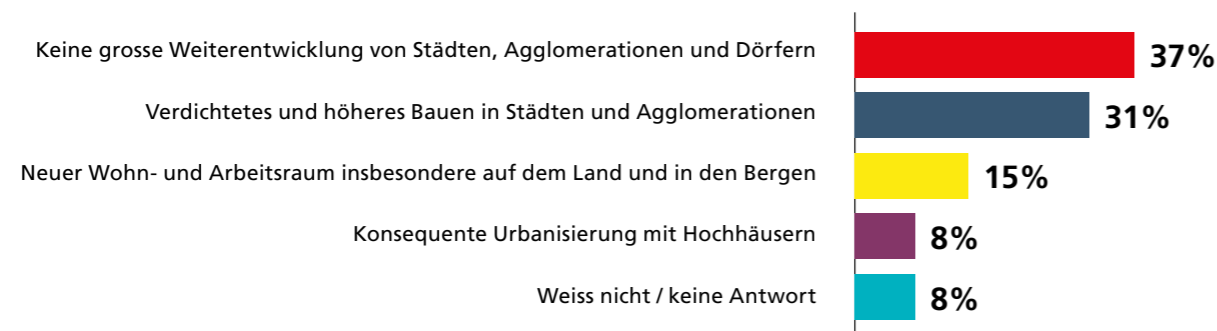 Keine grosse Weiterentwicklung von Städten, Agglomerationen und Dörfern 37%
Verdichtetes und höheres Bauen in Städten und Agglomerationen 31%
Neuer Wohn- und Arbeitsraum insbesondere auf dem Land und in den Bergen 15%
Konsequente Urbanisierung mit Hochhäusern 8%
Weiss nicht / keine Antwort 8%